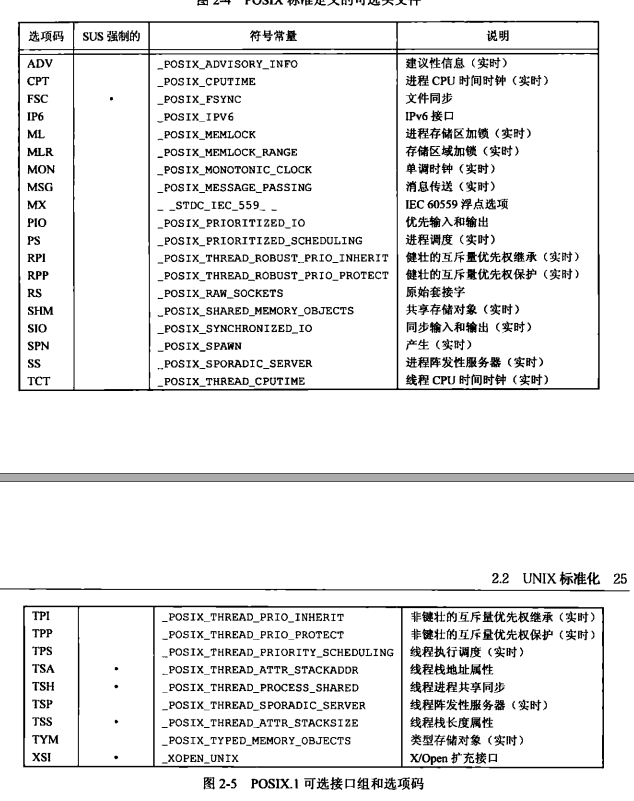 图 2-4 POSIX 标准定义的可选头文件
选项码 SUS 强制的 符号常量 说明
ADV _POSIX_ADVISORY_INFO 建议性信息（实时）
CPT _POSIX_CPUTIME 进程 CPU 时间时钟（实时）
FSC • _POSIX_FSYNC 文件同步
IP6 _POSIX_IPV6 IPv6 接口
ML _POSIX_MEMLOCK 进程存储区加锁（实时）
MLR _POSIX_MEMLOCK_RANGE 存储区域加锁（实时）
MON _POSIX_MONOTONIC_CLOCK 单调时钟（实时）
MSG _POSIX_MESSAGE_PASSING 消息传送（实时）
MX _ _STDC_IEC_559_ _ IEC 60559 浮点选项
PIO _POSIX_PRIORITIZED_IO 优先输入和输出
PS _POSIX_PRIORITIZED_SCHEDULING 进程调度（实时）
RPI _POSIX_THREAD_ROBUST_PRIO_INHERIT 健壮的互斥量优先权继承（实时）
RPP _POSIX_THREAD_ROBUST_PRIO_PROTECT 健壮的互斥量优先权保护（实时）
RS _POSIX_RAW_SOCKETS 原始套接字
SHM _POSIX_SHARED_MEMORY_OBJECTS 共享存储对象（实时）
SIO _POSIX_SYNCHRONIZED_IO 同步输入和输出（实时）
SPN _POSIX_SPAWN 产生（实时）
SS _POSIX_SPORADIC_SERVER 进程阵发性服务器（实时）
TCT _POSIX_THREAD_CPUTIME 线程 CPU 时间时钟（实时）
2.2 UNIX 标准化 25
TPI _POSIX_THREAD_PRIO_INHERIT 非键壮的互斥量优先权继承（实时）
TPP _POSIX_THREAD_PRIO_PROTECT 非键壮的互斥量优先权保护（实时）
TPS _POSIX_THREAD_PRIORITY_SCHEDULING 线程执行调度（实时）
TSA • _POSIX_THREAD_ATTR_STACKADDR 线程栈地址属性
TSH • _POSIX_THREAD_PROCESS_SHARED 线程进程共享同步
TSP _POSIX_THREAD_SPORADIC_SERVER 线程阵发性服务器（实时）
TSS • _POSIX_THREAD_ATTR_STACKSIZE 线程栈长度属性
TYM _POSIX_TYPED_MEMORY_OBJECTS 类型存储对象（实时）
XSI • _XOPEN_UNIX X/Open 扩充接口
图 2-5 POSIX.1 可选接口组和选项码